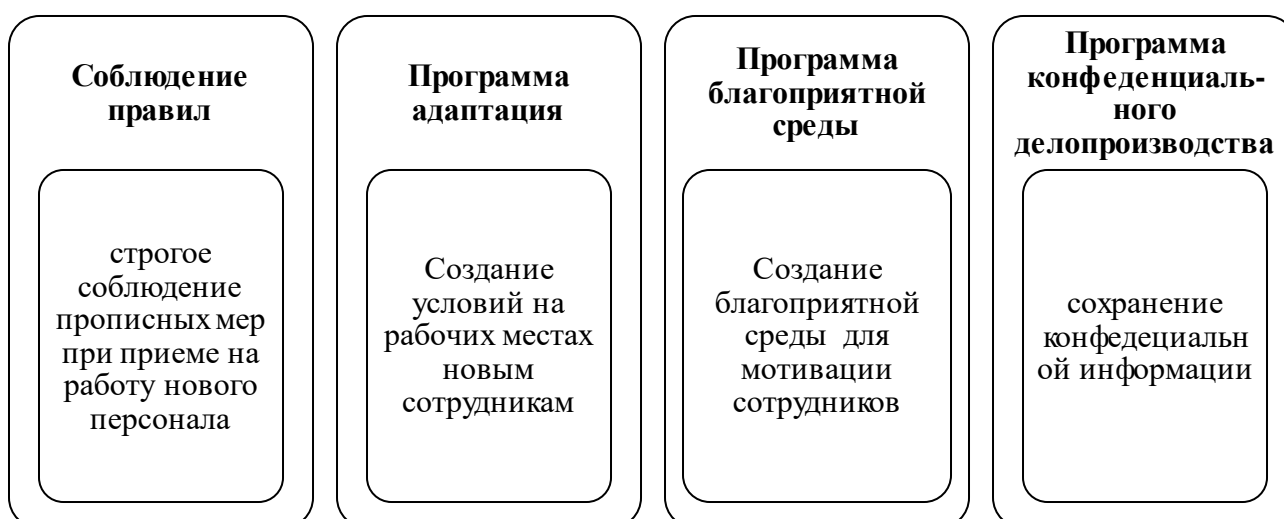 Соблюдение
правил
строгое
соблюдение
прописных мер
при приеме на
работу нового
персонала
Программа
адаптация
Создание
условий на
рабочих местах
новым
сотрудникам
Программа
благоприятной
среды
Создание
благоприятной
среды для
мотивации
сотрудников
Программа
конфеденциаль-
ного
делопроизводства
сохранение
конфедециальн
ой информации